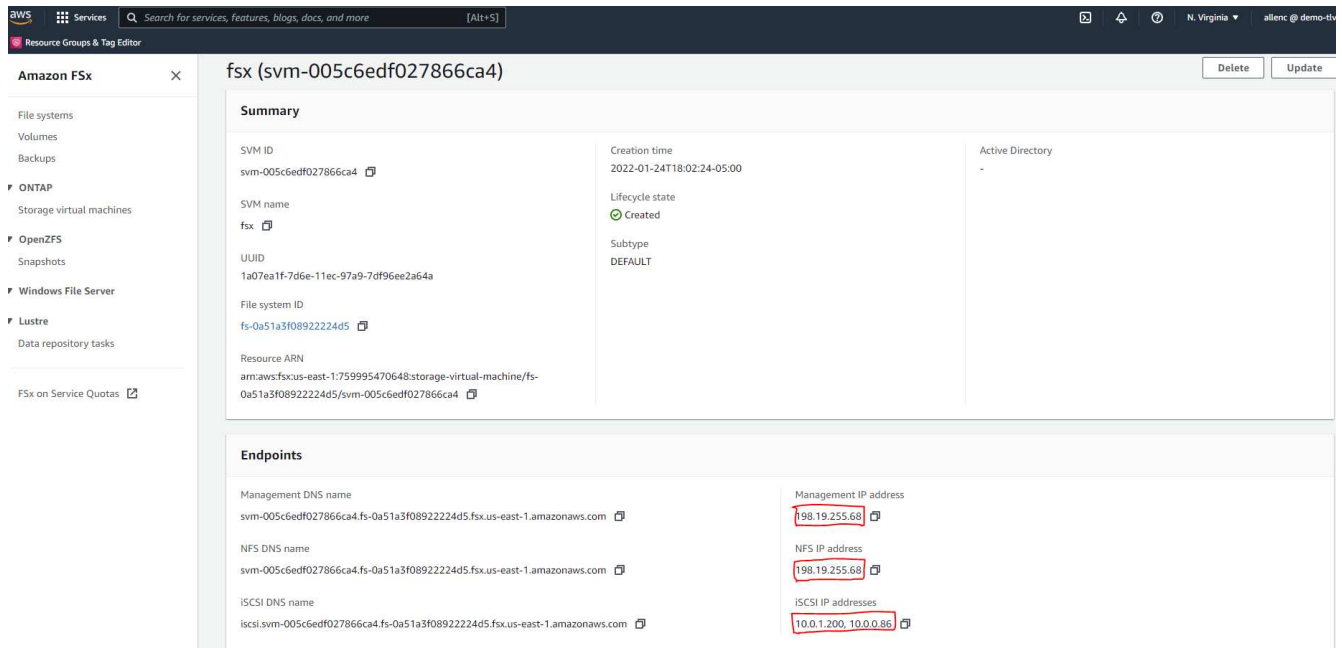 aws Services Search for services, features, blogs, docs, and more [Alt+S] N. Virginia ▼ allenc @ demo-tlv
Resource Groups & Tag Editor
Amazon FSx
File systems
Volumes
Backups
ONTAP
Storage virtual machines
OpenZFS
Snapshots
Windows File Server
Lustre
Data repository tasks
FSx on Service Quotas
fsx (svm-005c6edf027866ca4)
Delete Update
Summary
SVM ID
svm-005c6edf027866ca4
SVM name
fsx
UUID
1a07ea1f-7d6e-11ec-97a9-7df96ee2a64a
File system ID
fs-0a51a3f08922224d5
Resource ARN
arn:aws:fsx:us-east-1:759995470648:storage-virtual-machine/fs-
0a51a3f08922224d5/svm-005c6edf027866ca4
Creation time
2022-01-24T18:02:24-05:00
Lifecycle state
Created
Subtype
DEFAULT
Active Directory
-
Endpoints
Management DNS name
svm-005c6edf027866ca4.fs-0a51a3f08922224d5.fsx.us-east-1.amazonaws.com
Management IP address
198.19.255.68
NFS DNS name
svm-005c6edf027866ca4.fs-0a51a3f08922224d5.fsx.us-east-1.amazonaws.com
NFS IP address
198.19.255.68
iSCSI DNS name
iscsi.svm-005c6edf027866ca4.fs-0a51a3f08922224d5.fsx.us-east-1.amazonaws.com
iSCSI IP addresses
10.0.1.200, 10.0.0.86